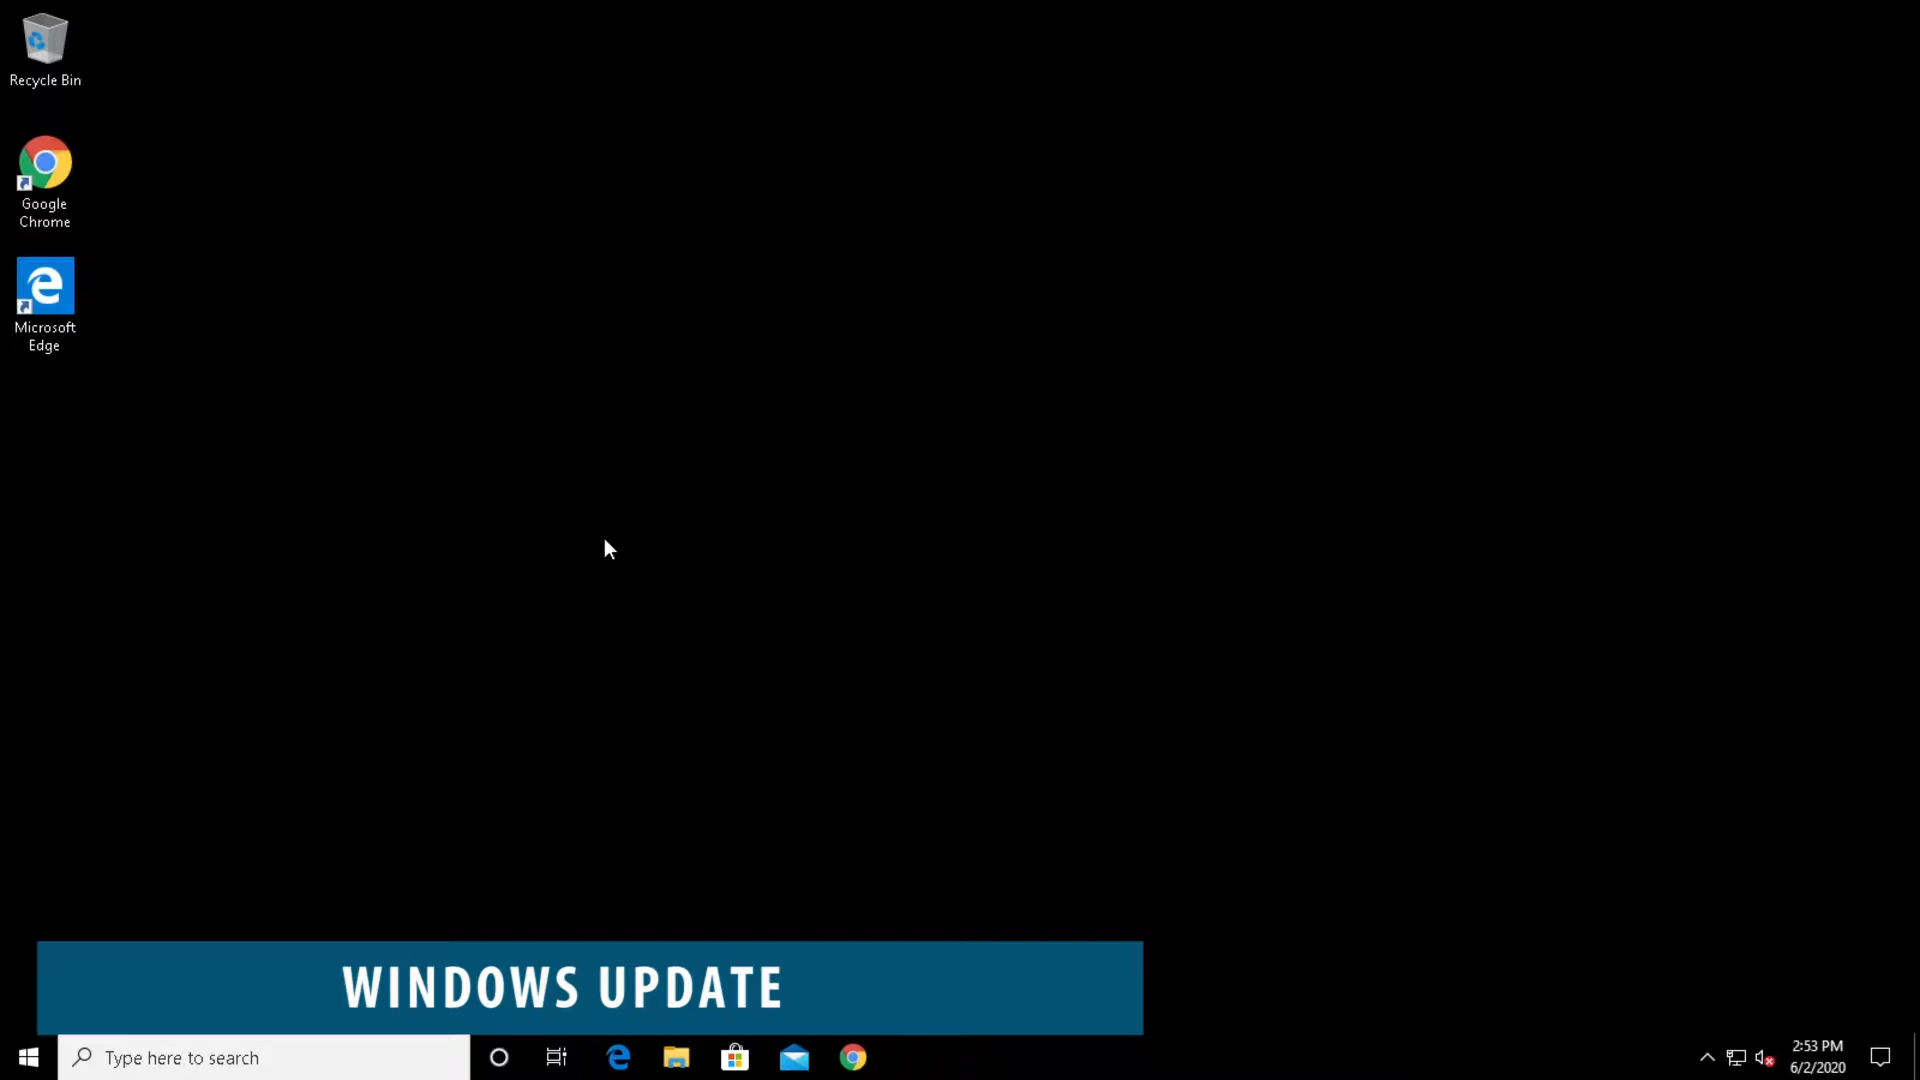 Recycle Bin
Google
Chrome
Microsoft
Edge
WINDOWS UPDATE
Type here to search
2:53 PM
6/2/2020